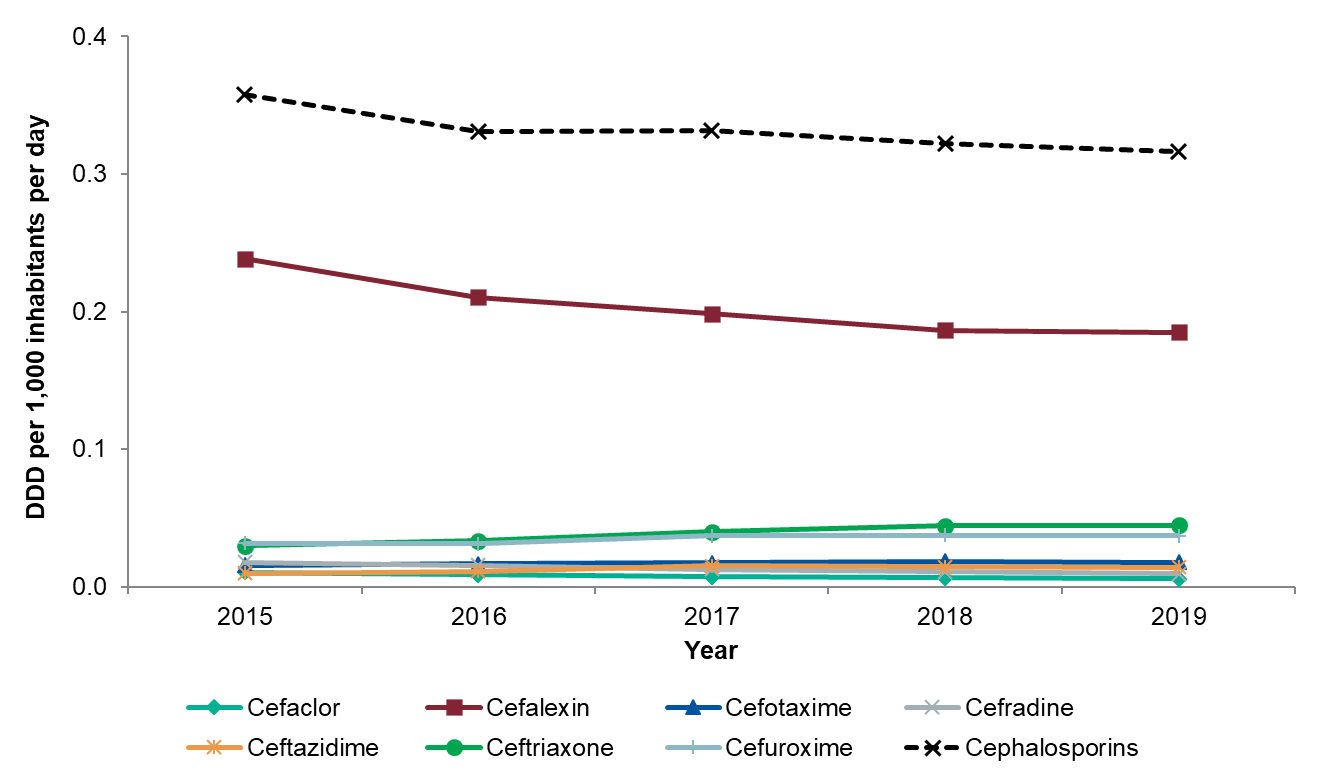 DDD per 1,000 inhabitants per day
0.4
0.3
0.2
0.1
0.0
2015 2016 2017 2018 2019
Year
Cefaclor Cefalexin Cefotaxime Cefradine
Ceftazidime Ceftriaxone Cefuroxime Cephalosporins